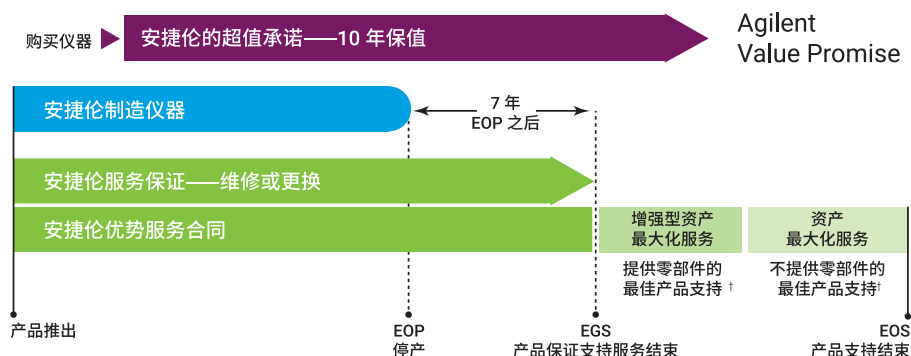 购买仪器
安捷伦的超值承诺——10 年保值
Agilent
Value Promise
安捷伦制造仪器
7 年
EOP 之后
安捷伦服务保证——维修或更换
安捷伦优势服务合同
增强型资产
最大化服务
资产
最大化服务
提供零部件的
最佳产品支持 †
不提供零部件的
最佳产品支持†
产品推出
EOP
停产
EGS
产品保证支持服务结束
EOS
产品支持结束